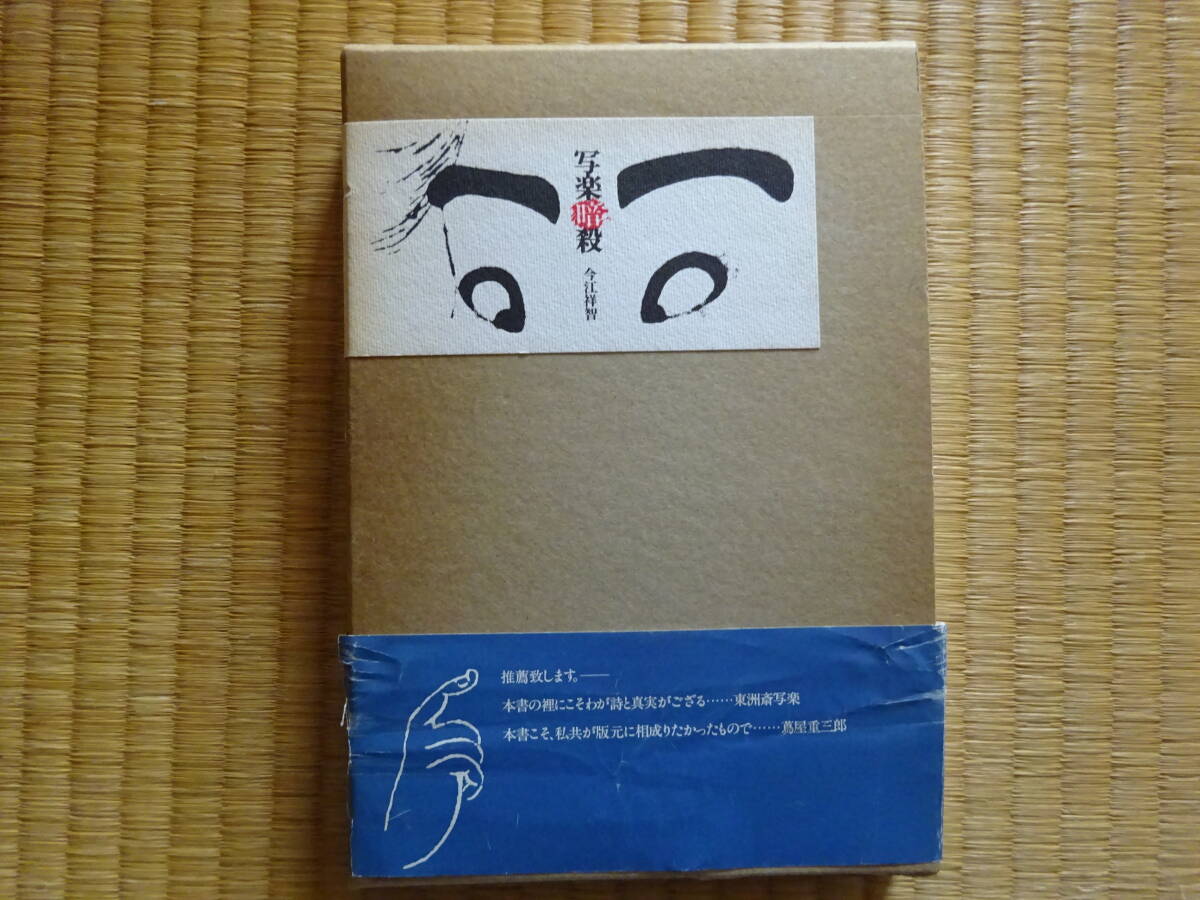 写楽暗殺
今江祥智
推薦致します。——
本書の裡にこそわが詩と真実がござる……東洲斎写楽
本書こそ、私共が版元に相成りたかったもので……蔦屋重三郎